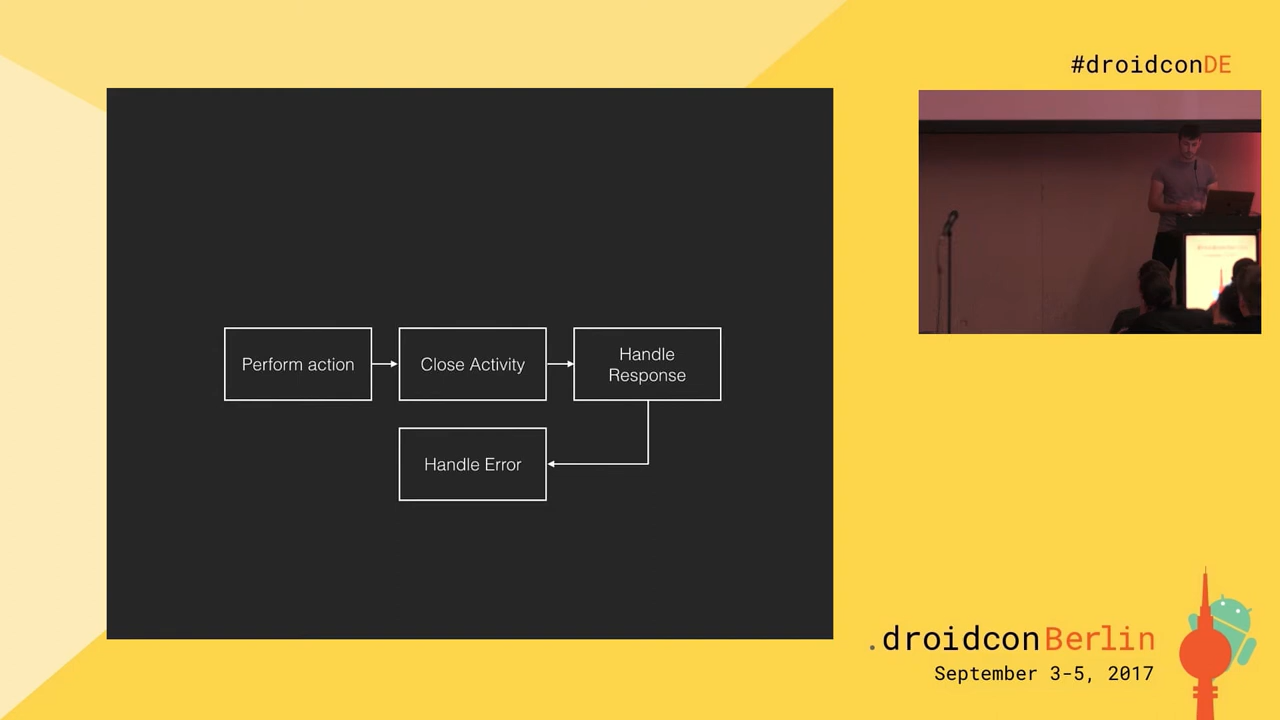 #droidconDE
Perform action
Close Activity
Handle
Response
Handle Error
.droidconBerlin
September 3-5, 2017